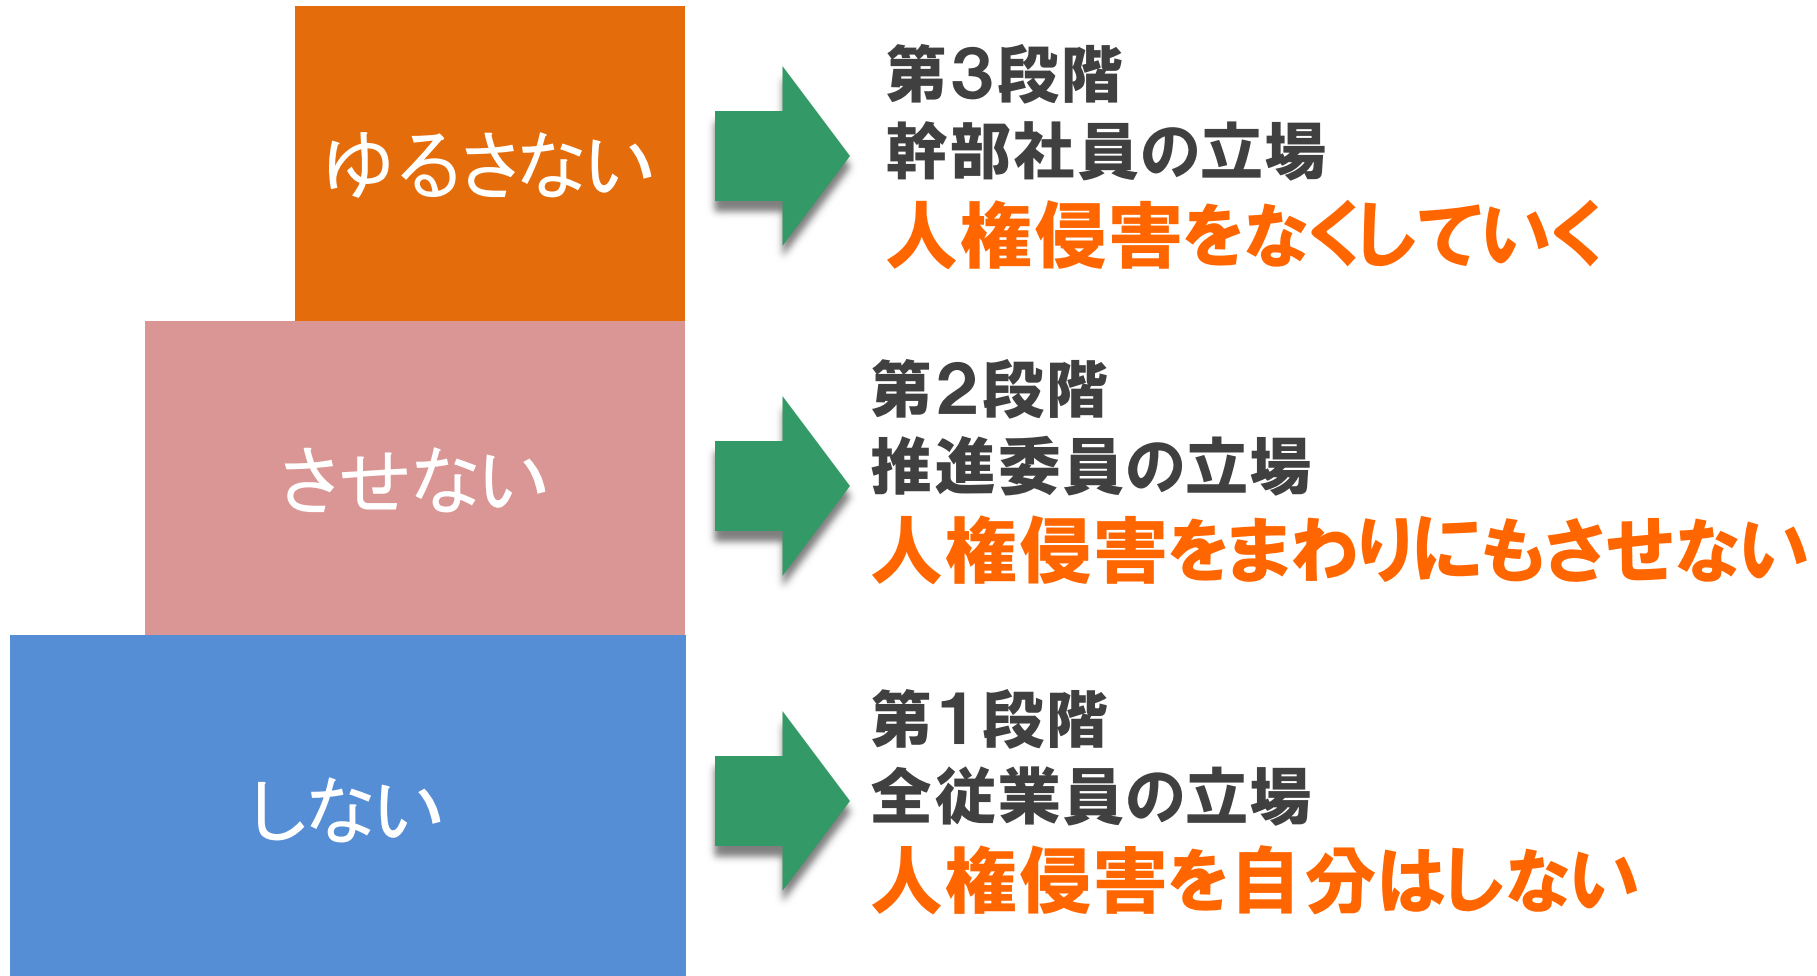 ゆるさない
第3段階
幹部社員の立場
人権侵害をなくしていく
させない
第2段階
推進委員の立場
人権侵害をまわりにもさせない
しない
第1段階
全従業員の立場
人権侵害を自分はしない